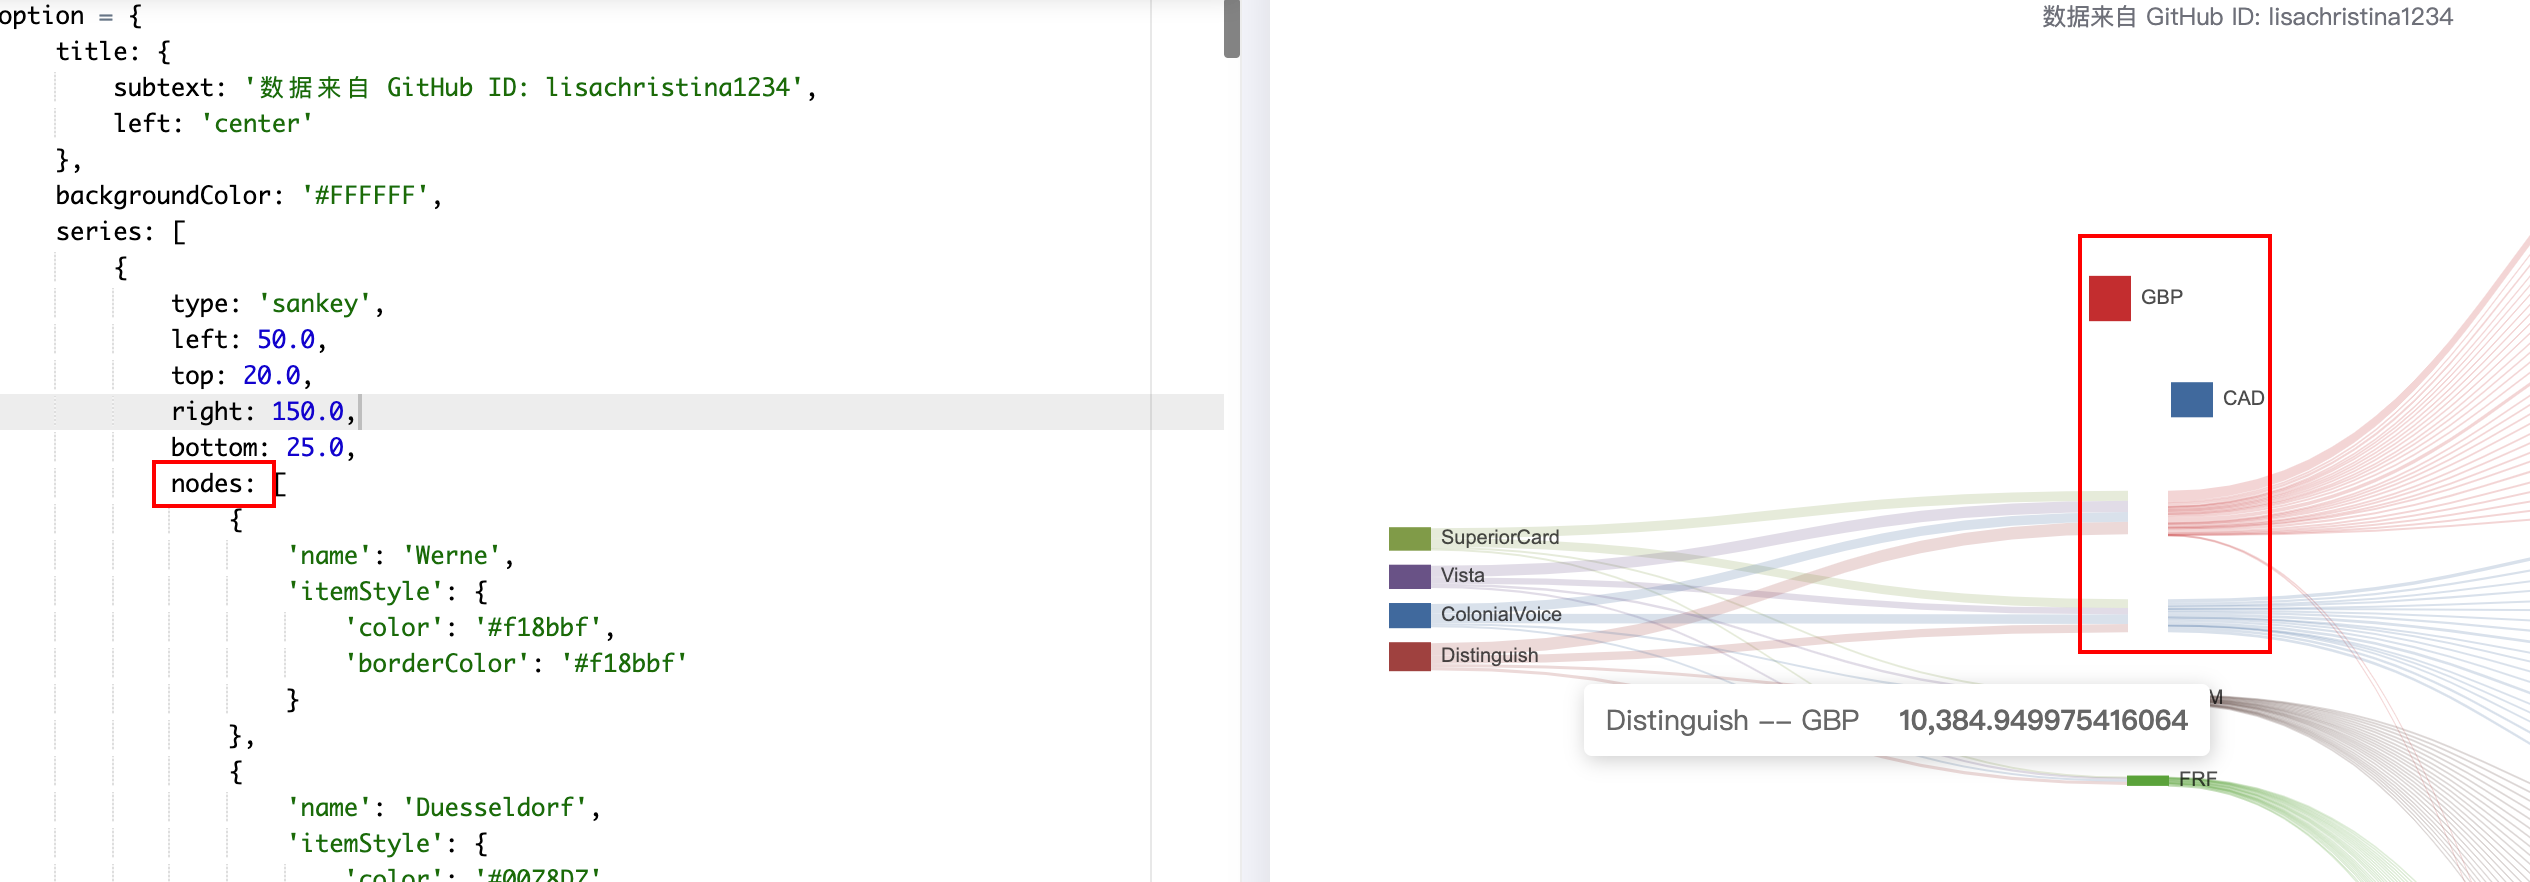 option = {
title: {
subtext: '数据来自 GitHub ID: lisachristina1234',
left: 'center'
},
backgroundColor: '#FFFFFF',
series: [
{
type: 'sankey',
left: 50.0,
top: 20.0,
right: 150.0,
bottom: 25.0,
nodes: [
{
'name': 'Werne',
'itemStyle': {
'color': '#f18bbf',
'borderColor': '#f18bbf'
}
},
{
'name': 'Duesseldorf',
'itemStyle': {
'color': '#0078D7'
数据来自 GitHub ID: lisachristina1234
GBP
CAD
SuperiorCard
Vista
ColonialVoice
Distinguish
M
Distinguish -- GBP 10,384.949975416064
FRF